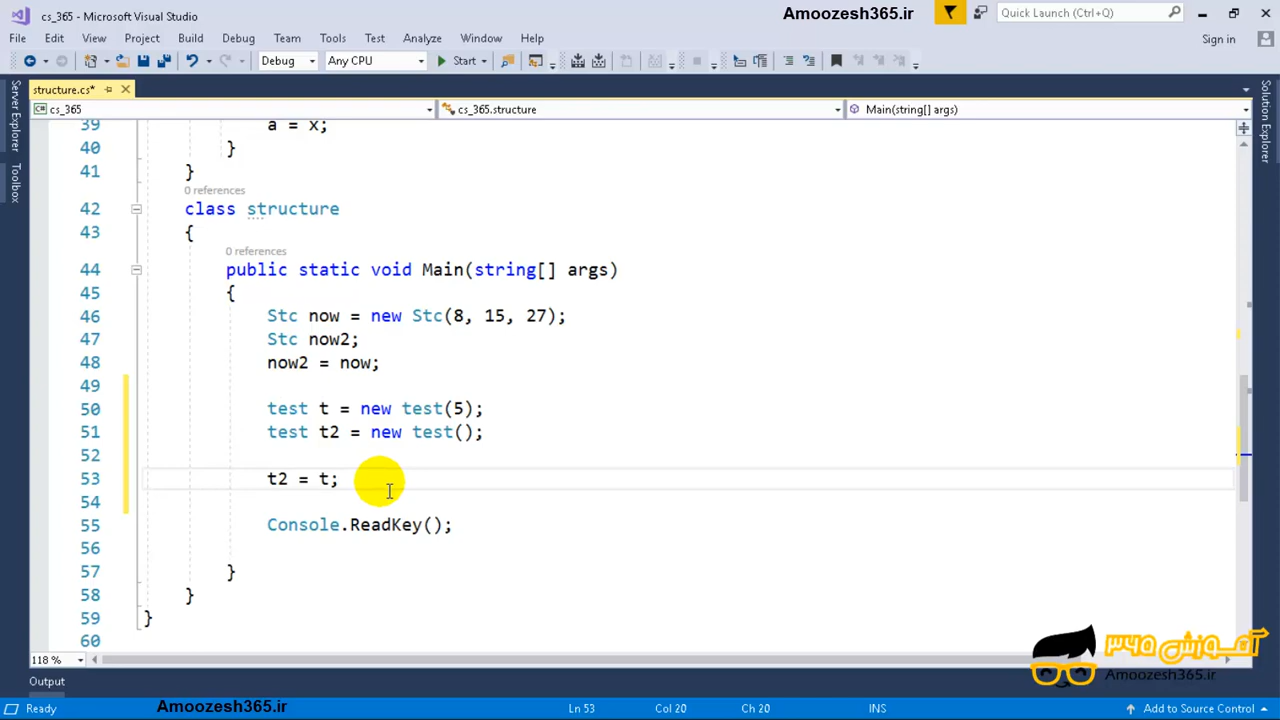 cs_365 - Microsoft Visual Studio
Amoozesh365.ir
Quick Launch (Ctrl+Q)
File Edit View Project Build Debug Team Tools Test Analyze Window Help
Sign in
Debug Any CPU Start
structure.cs*
cs_365 cs_365.structure Main(string[] args)
Server Explorer
Toolbox
Solution Explorer
39 a = x;
40 }
41 }
0 references
42 class structure
43 {
0 references
44 public static void Main(string[] args)
45 {
46 Stc now = new Stc(8, 15, 27);
47 Stc now2;
48 now2 = now;
49
50 test t = new test(5);
51 test t2 = new test();
52
53 t2 = t;
54
55 Console.ReadKey();
56
57 }
58 }
59 }
60
118 %
آموزش ۳۶۵
Amoozesh365.ir
Output
Ready Amoozesh365.ir Ln 53 Col 20 Ch 20 INS Add to Source Control